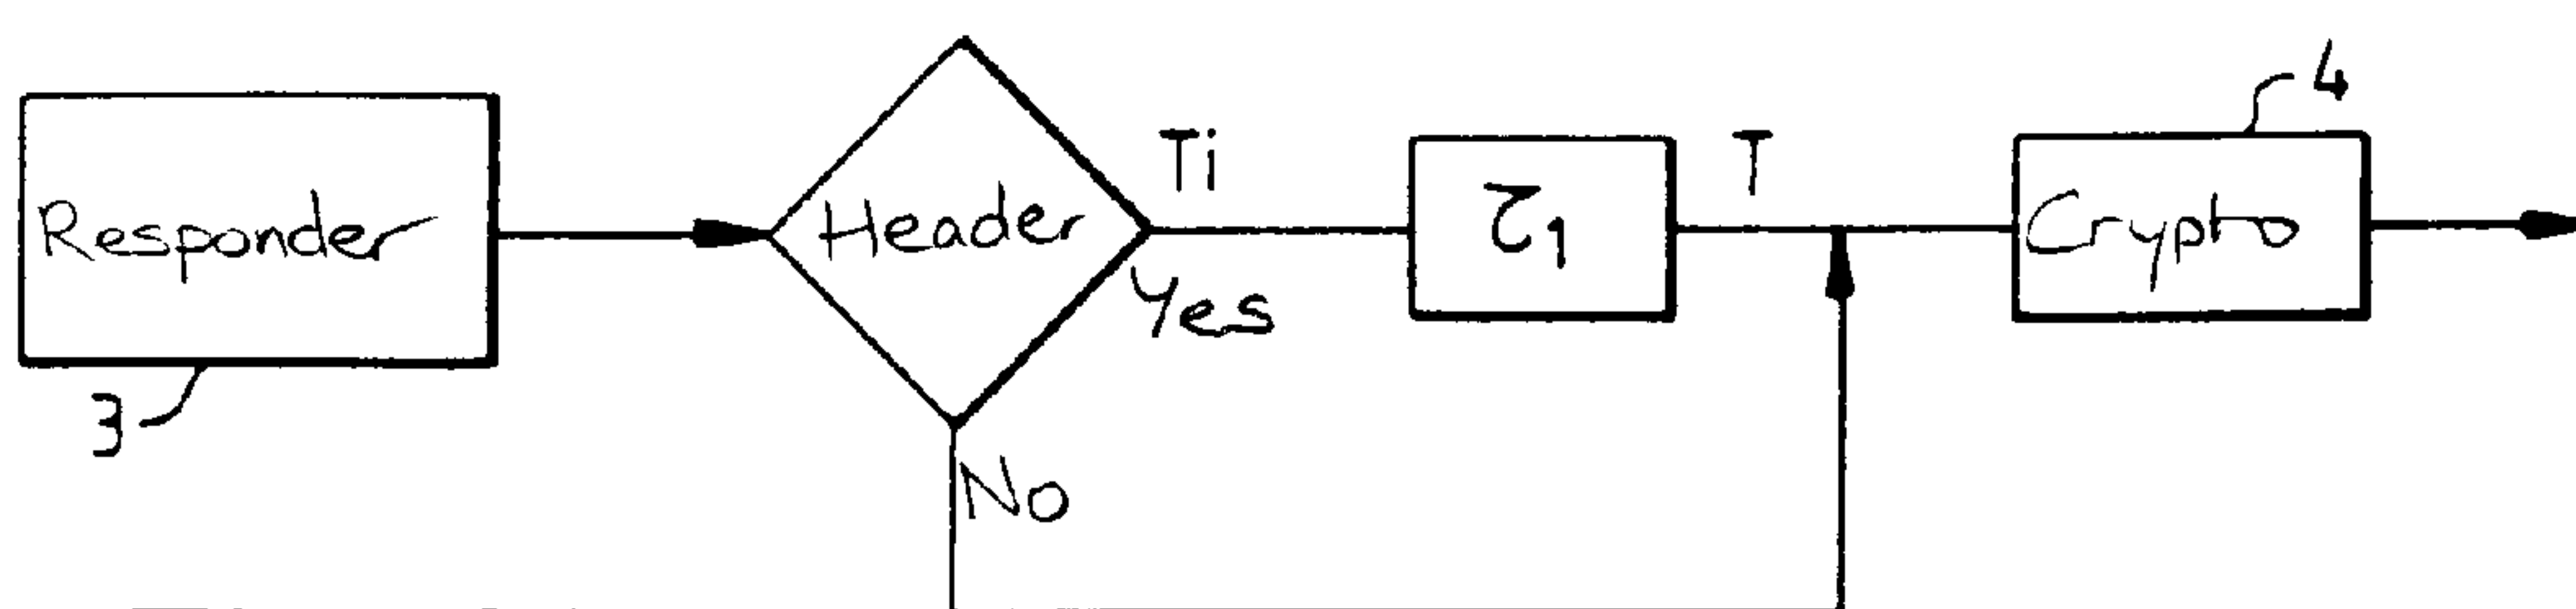 4
Ti
T
Responder
Header
τ1
Crypto
Yes
3
No